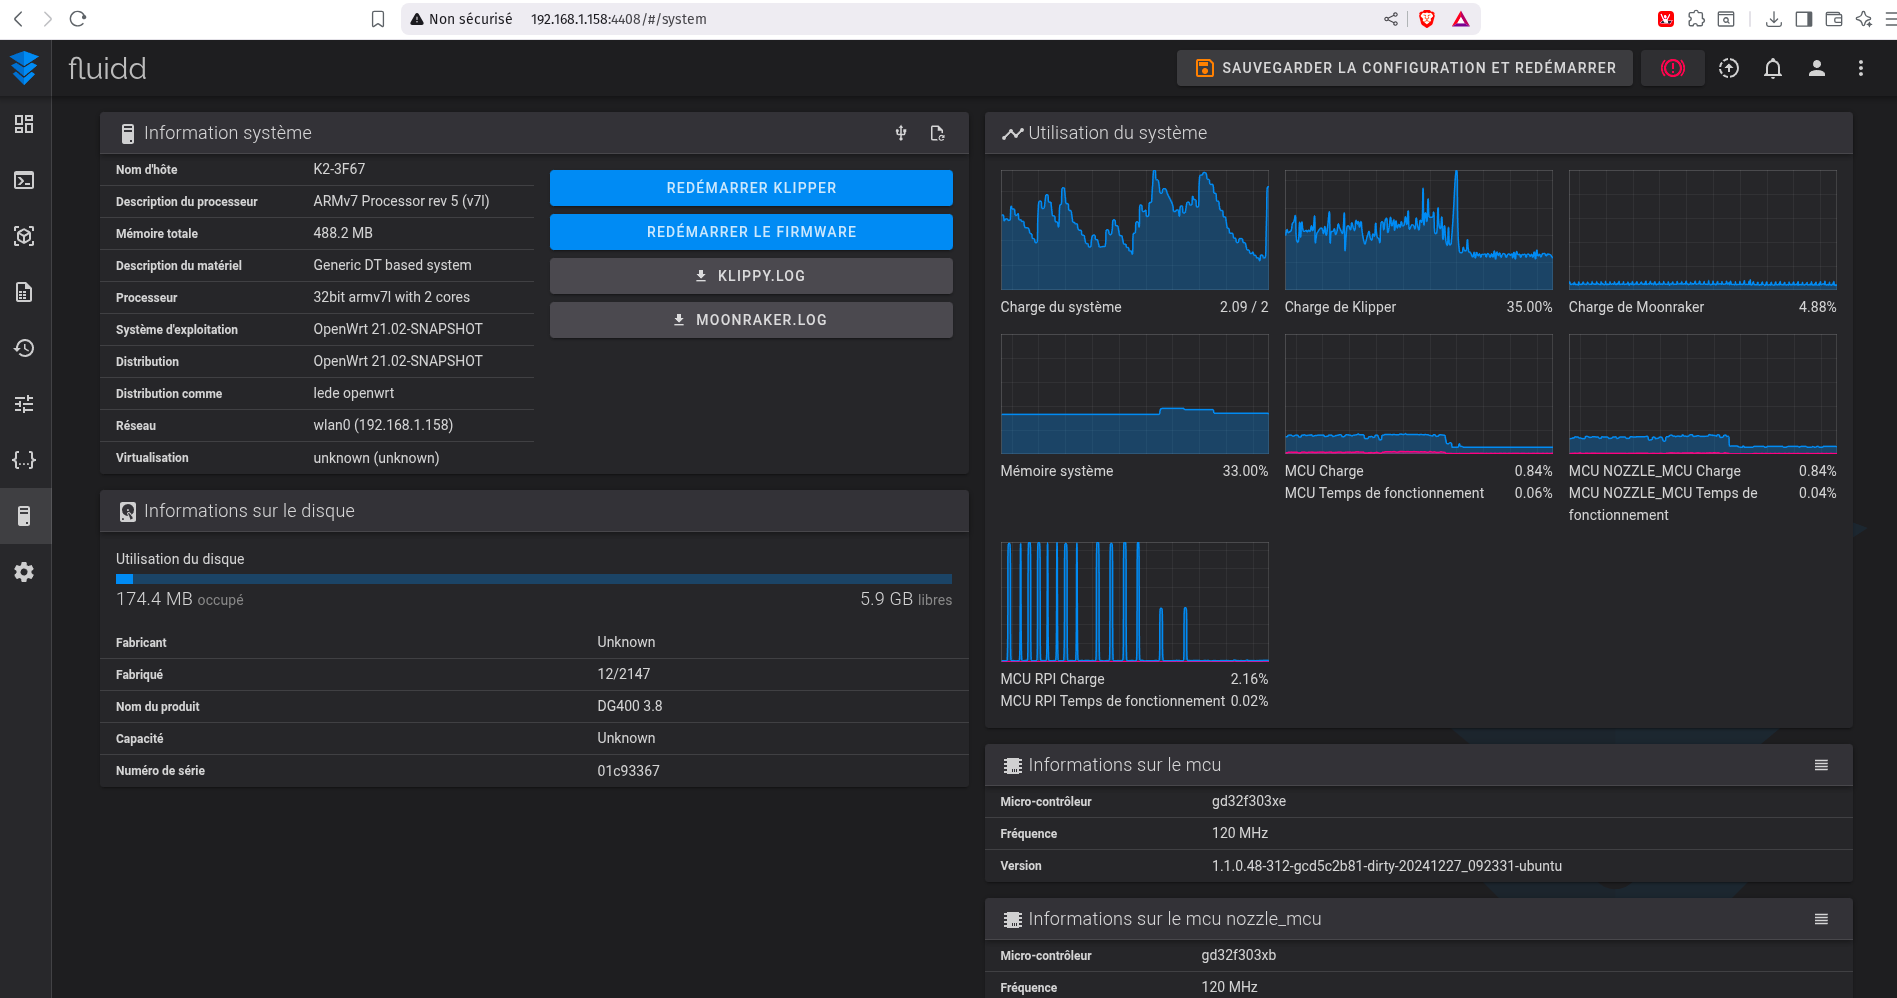 Non sécurisé 192.168.1.158:4408/#/system
fluidd
SAUVEGARDER LA CONFIGURATION ET REDÉMARRER
Information système
Nom d'hôte K2-3F67
Description du processeur ARMv7 Processor rev 5 (v7l)
Mémoire totale 488.2 MB
Description du matériel Generic DT based system
Processeur 32bit armv7l with 2 cores
Système d'exploitation OpenWrt 21.02-SNAPSHOT
Distribution OpenWrt 21.02-SNAPSHOT
Distribution comme lede openwrt
Réseau wlan0 (192.168.1.158)
Virtualisation unknown (unknown)
REDÉMARRER KLIPPER
REDÉMARRER LE FIRMWARE
KLIPPY.LOG
MOONRAKER.LOG
Informations sur le disque
Utilisation du disque
174.4 MB occupé 5.9 GB libres
Fabricant Unknown
Fabriqué 12/2147
Nom du produit DG400 3.8
Capacité Unknown
Numéro de série 01c93367
Utilisation du système
Charge du système 2.09 / 2
Charge de Klipper 35.00%
Charge de Moonraker 4.88%
Mémoire système 33.00%
MCU Charge 0.84%
MCU Temps de fonctionnement 0.06%
MCU NOZZLE_MCU Charge 0.84%
MCU NOZZLE_MCU Temps de 0.04%
fonctionnement
MCU RPI Charge 2.16%
MCU RPI Temps de fonctionnement 0.02%
Informations sur le mcu
Micro-contrôleur gd32f303xe
Fréquence 120 MHz
Version 1.1.0.48-312-gcd5c2b81-dirty-20241227_092331-ubuntu
Informations sur le mcu nozzle_mcu
Micro-contrôleur gd32f303xb
Fréquence 120 MHz